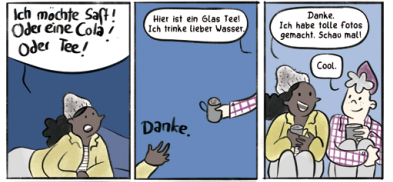 Ich möchte Saft!
Oder eine Cola!
Oder Tee!
Hier ist ein Glas Tee!
Ich trinke lieber Wasser.
Danke.
Danke.
Ich habe tolle Fotos
gemacht. Schau mal!
Cool.